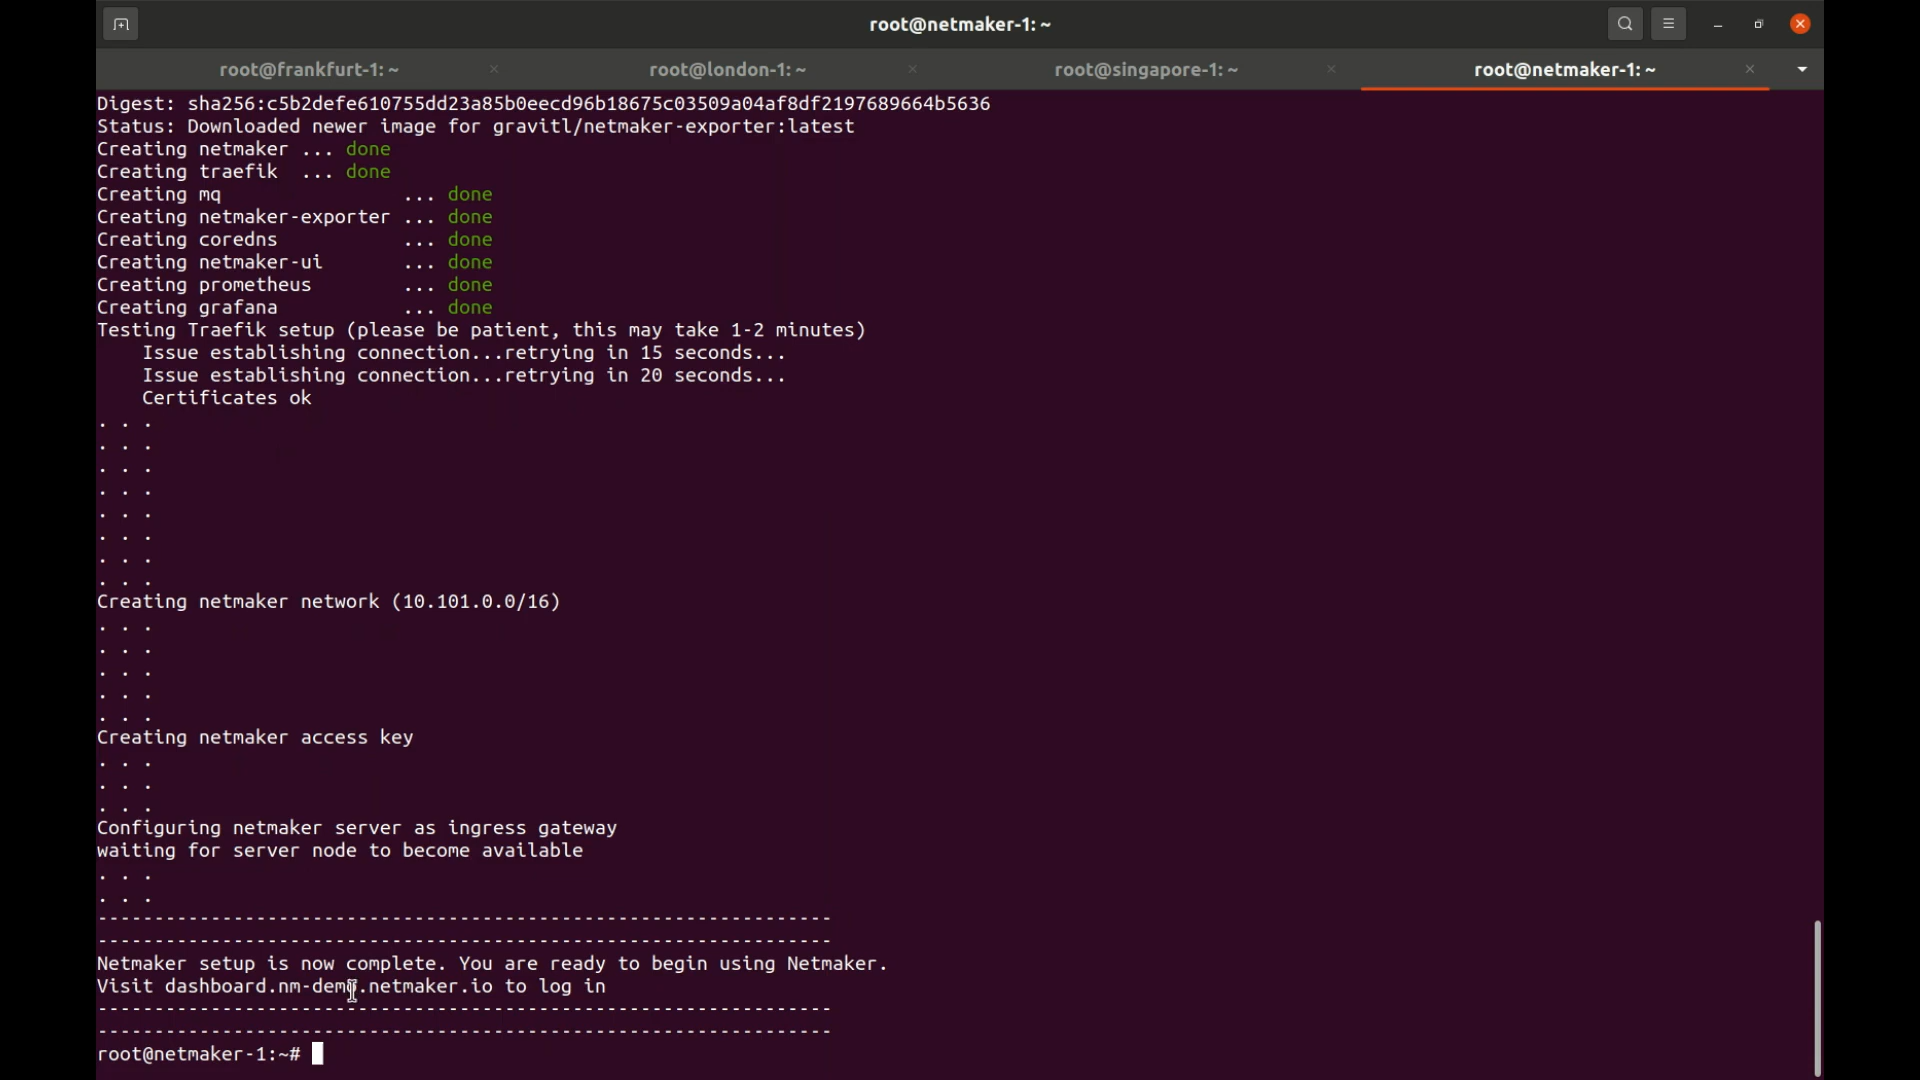 root@netmaker-1: ~
root@frankfurt-1: ~
root@london-1: ~
root@singapore-1: ~
root@netmaker-1: ~
Digest: sha256:c5b2defe610755dd23a85b0eecd96b18675c03509a04af8df2197689664b5636
Status: Downloaded newer image for gravitl/netmaker-exporter:latest
Creating netmaker ... done
Creating traefik  ... done
Creating mq                ... done
Creating netmaker-exporter ... done
Creating coredns           ... done
Creating netmaker-ui       ... done
Creating prometheus        ... done
Creating grafana           ... done
Testing Traefik setup (please be patient, this may take 1-2 minutes)
    Issue establishing connection...retrying in 15 seconds...
    Issue establishing connection...retrying in 20 seconds...
    Certificates ok
. . .
. . .
. . .
. . .
. . .
. . .
. . .
. . .
Creating netmaker network (10.101.0.0/16)
. . .
. . .
. . .
. . .
. . .
Creating netmaker access key
. . .
. . .
. . .
Configuring netmaker server as ingress gateway
waiting for server node to become available
. . .
. . .
-----------------------------------------------------------------
-----------------------------------------------------------------
Netmaker setup is now complete. You are ready to begin using Netmaker.
Visit dashboard.nm-demo.netmaker.io to log in
-----------------------------------------------------------------
-----------------------------------------------------------------
root@netmaker-1:~#